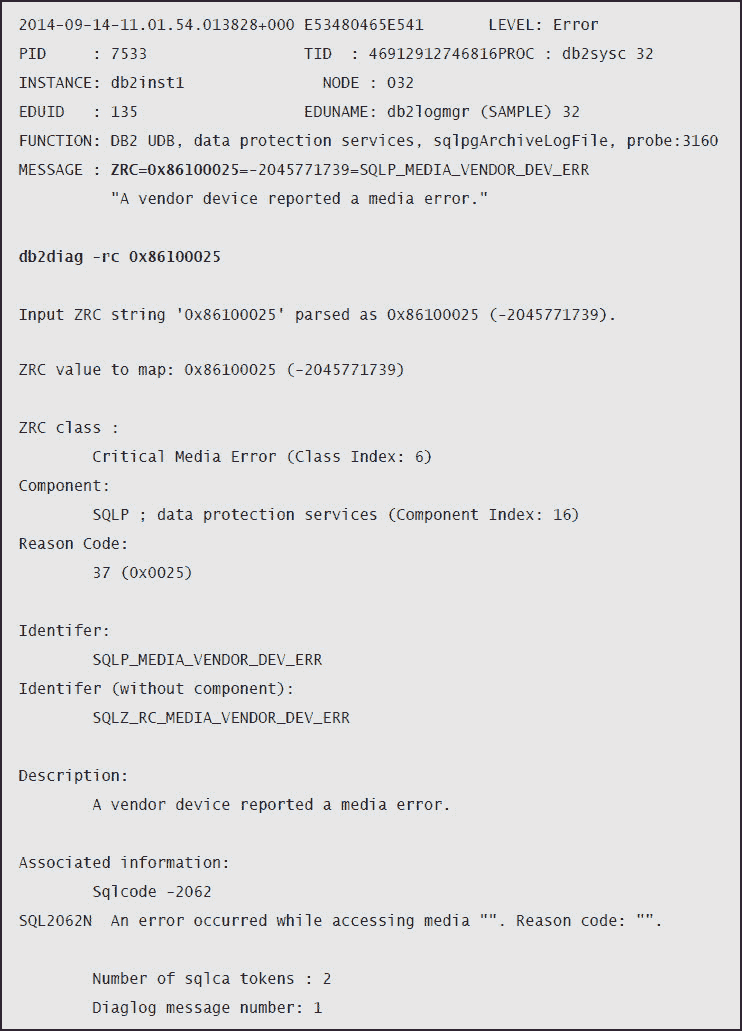 2014-09-14-11.01.54.013828+000 E53480465E541 LEVEL: Error
PID : 7533 TID : 46912912746816PROC : db2sysc 32
INSTANCE: db2inst1 NODE : 032
EDUID : 135 EDUNAME: db2logmgr (SAMPLE) 32
FUNCTION: DB2 UDB, data protection services, sqlpgArchiveLogFile, probe:3160
MESSAGE : ZRC=0x86100025=-2045771739=SQLP_MEDIA_VENDOR_DEV_ERR
"A vendor device reported a media error."
db2diag -rc 0x86100025
Input ZRC string '0x86100025' parsed as 0x86100025 (-2045771739).
ZRC value to map: 0x86100025 (-2045771739)
ZRC class :
Critical Media Error (Class Index: 6)
Component:
SQLP ; data protection services (Component Index: 16)
Reason Code:
37 (0x0025)
Identifer:
SQLP_MEDIA_VENDOR_DEV_ERR
Identifer (without component):
SQLZ_RC_MEDIA_VENDOR_DEV_ERR
Description:
A vendor device reported a media error.
Associated information:
Sqlcode -2062
SQL2062N An error occurred while accessing media "". Reason code: "".
Number of sqlca tokens : 2
Diaglog message number: 1